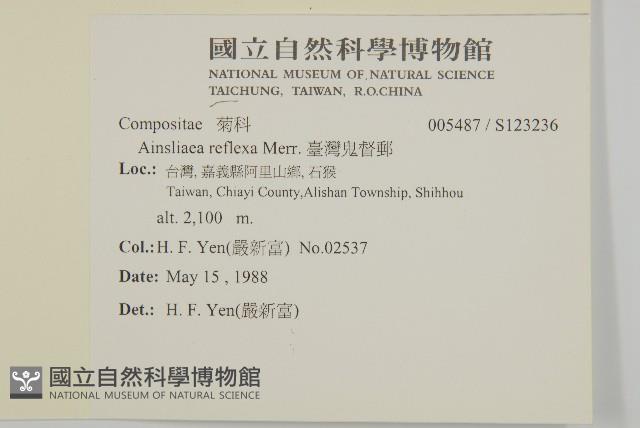 國立自然科學博物館
NATIONAL MUSEUM OF NATURAL SCIENCE
TAICHUNG, TAIWAN, R.O.CHINA
Compositae 菊科 005487 / S123236
Ainsliaea reflexa Merr. 臺灣鬼督郵
Loc.: 台灣, 嘉義縣阿里山鄉, 石猴
Taiwan, Chiayi County,Alishan Township, Shihhou
alt. 2,100 m.
Col.: H. F. Yen(嚴新富) No.02537
Date: May 15 , 1988
Det.: H. F. Yen(嚴新富)
國立自然科學博物館
NATIONAL MUSEUM OF NATURAL SCIENCE